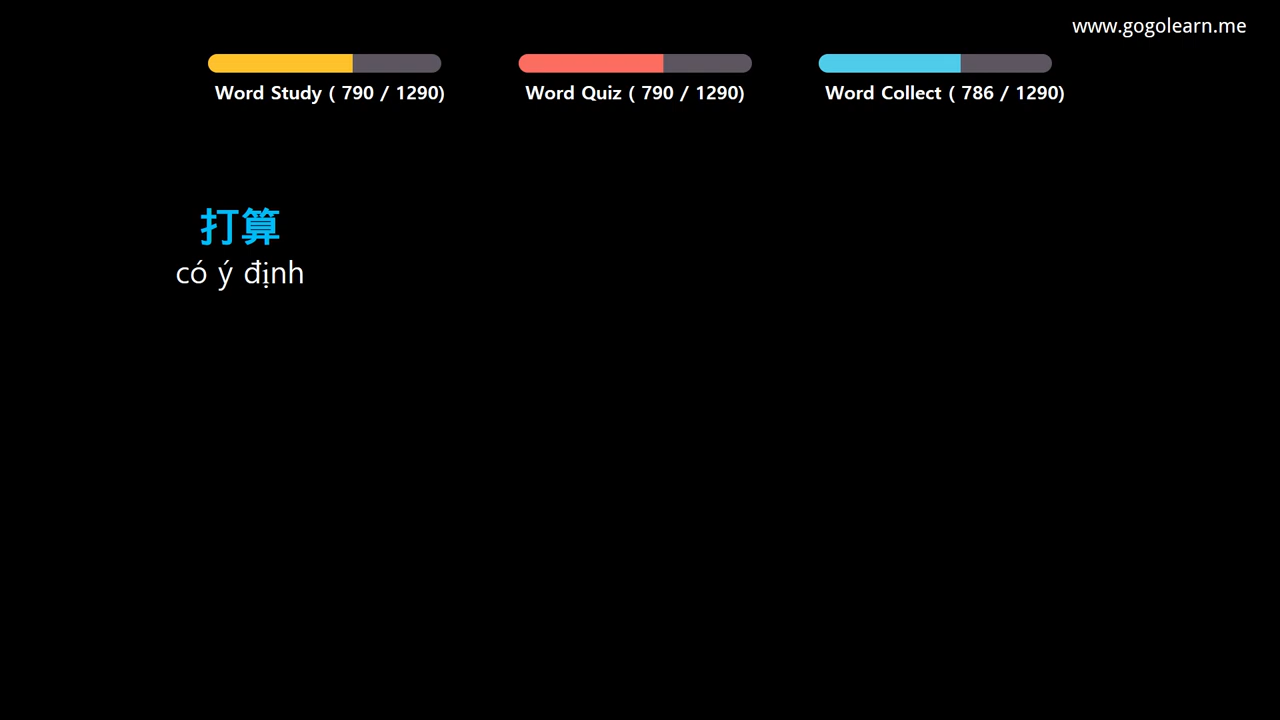 www.gogolearn.me
Word Study ( 790 / 1290)
Word Quiz ( 790 / 1290)
Word Collect ( 786 / 1290)
打算
có ý định